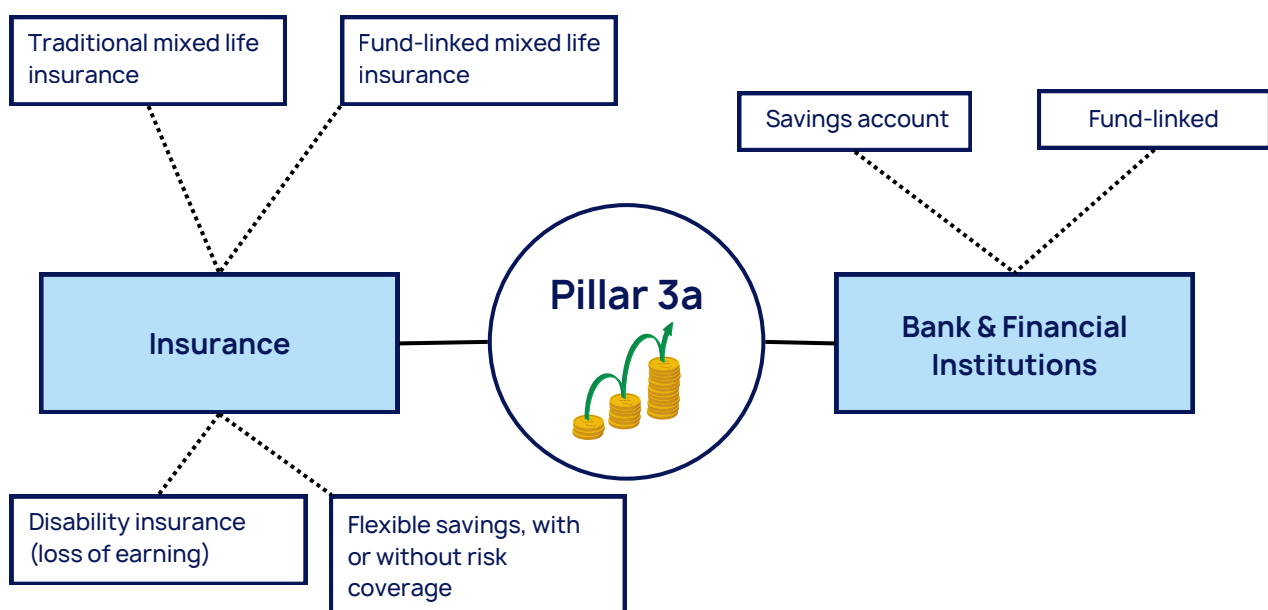 Traditional mixed life
insurance
Fund-linked mixed life
insurance
Savings account
Fund-linked
Pillar 3a
Insurance
Bank & Financial
Institutions
Disability insurance
(loss of earning)
Flexible savings, with
or without risk
coverage